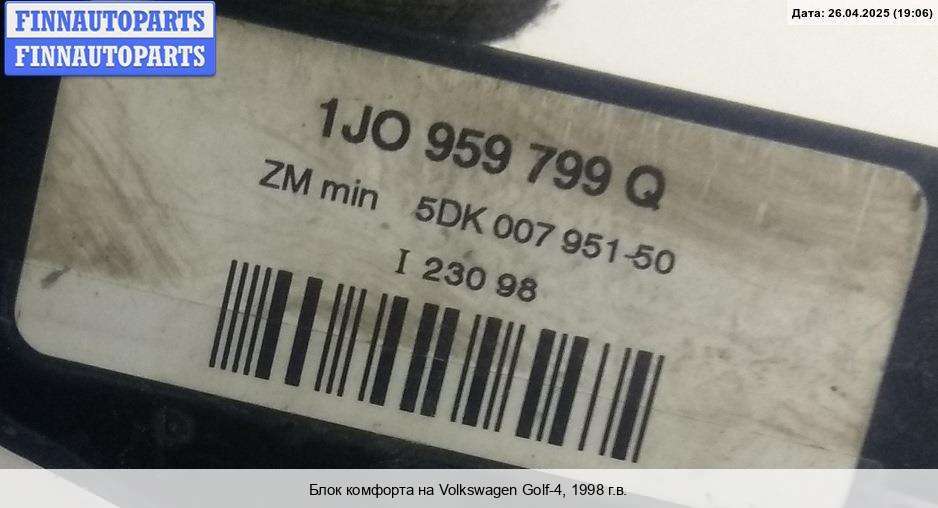 FINNAUTOPARTS
FINNAUTOPARTS
Дата: 26.04.2025 (19:06)
1JO 959 799 Q
ZM min 5DK 007 951-50
I 230 98
Блок комфорта на Volkswagen Golf-4, 1998 г.в.